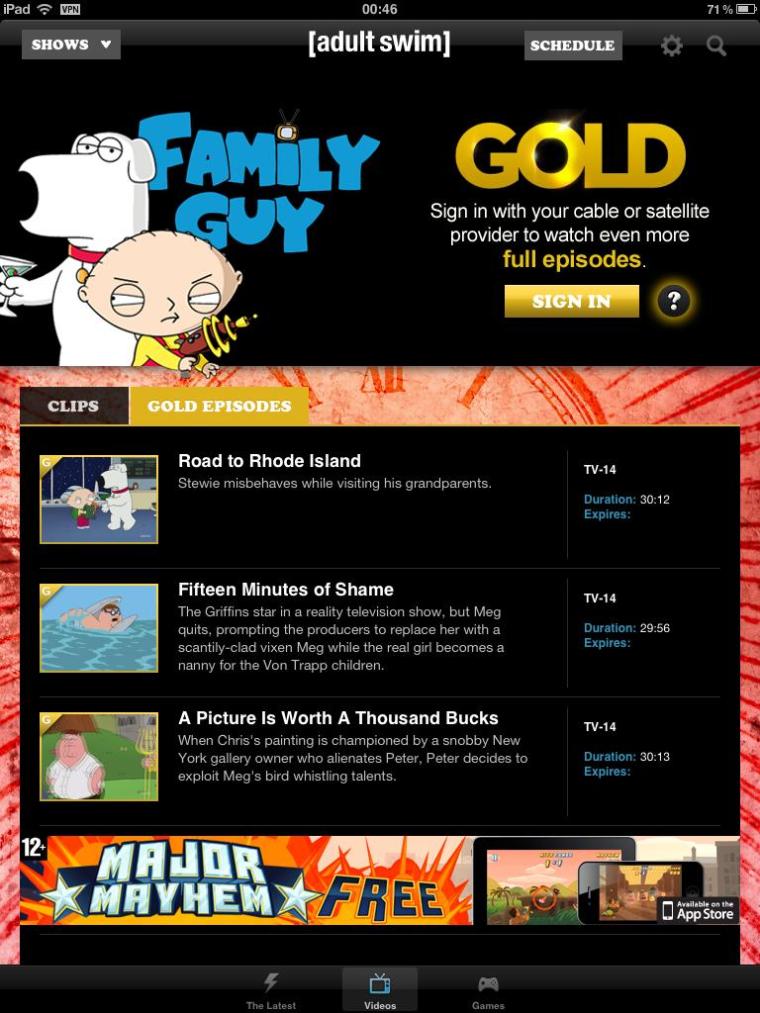 iPad VPN 00:46 71%
SHOWS [adult swim] SCHEDULE
FAMILY
GUY
GOLD
Sign in with your cable or satellite
provider to watch even more
full episodes.
SIGN IN ?
CLIPS GOLD EPISODES
G
Road to Rhode Island
Stewie misbehaves while visiting his grandparents.
TV-14
Duration: 30:12
Expires:
G
Fifteen Minutes of Shame
The Griffins star in a reality television show, but Meg
quits, prompting the producers to replace her with a
scantily-clad vixen Meg while the real girl becomes a
nanny for the Von Trapp children.
TV-14
Duration: 29:56
Expires:
G
A Picture Is Worth A Thousand Bucks
When Chris's painting is championed by a snobby New
York gallery owner who alienates Peter, Peter decides to
exploit Meg's bird whistling talents.
TV-14
Duration: 30:13
Expires:
12+
MAJOR
MAYHEM
FREE
Available on the
App Store
The Latest Videos Games